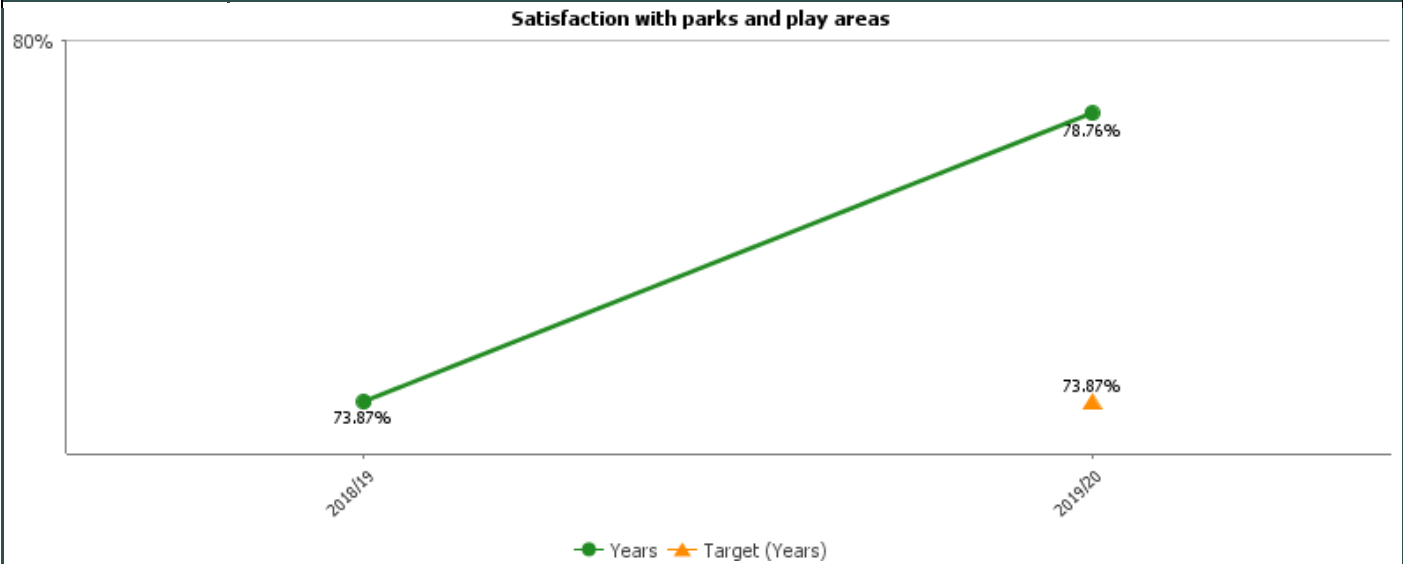 Satisfaction with parks and play areas
80%
78.76%
73.87%
73.87%
2018/19
2019/20
Years
Target (Years)